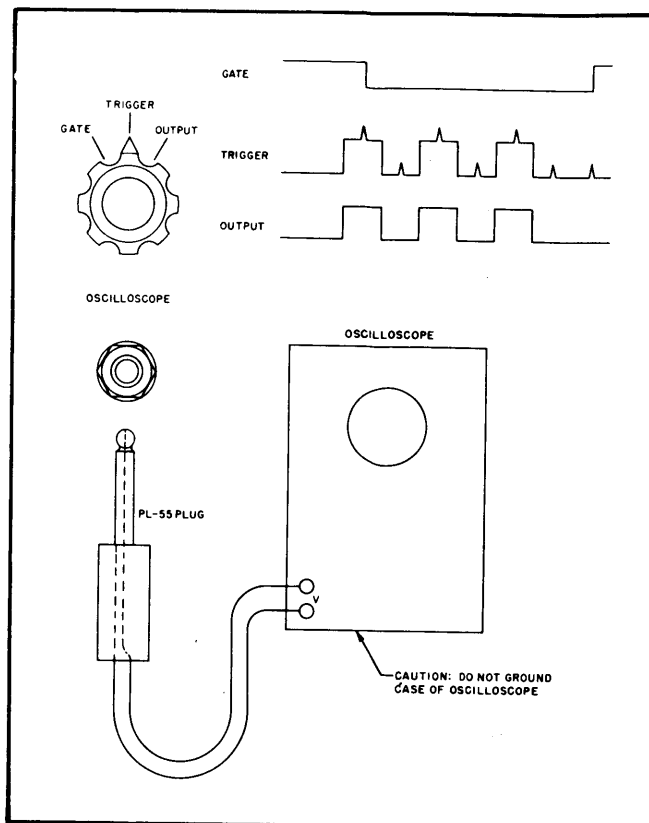 TRIGGER
GATE
OUTPUT
GATE
TRIGGER
OUTPUT
OSCILLOSCOPE
OSCILLOSCOPE
PL-55 PLUG
V
CAUTION: DO NOT GROUND
CASE OF OSCILLOSCOPE